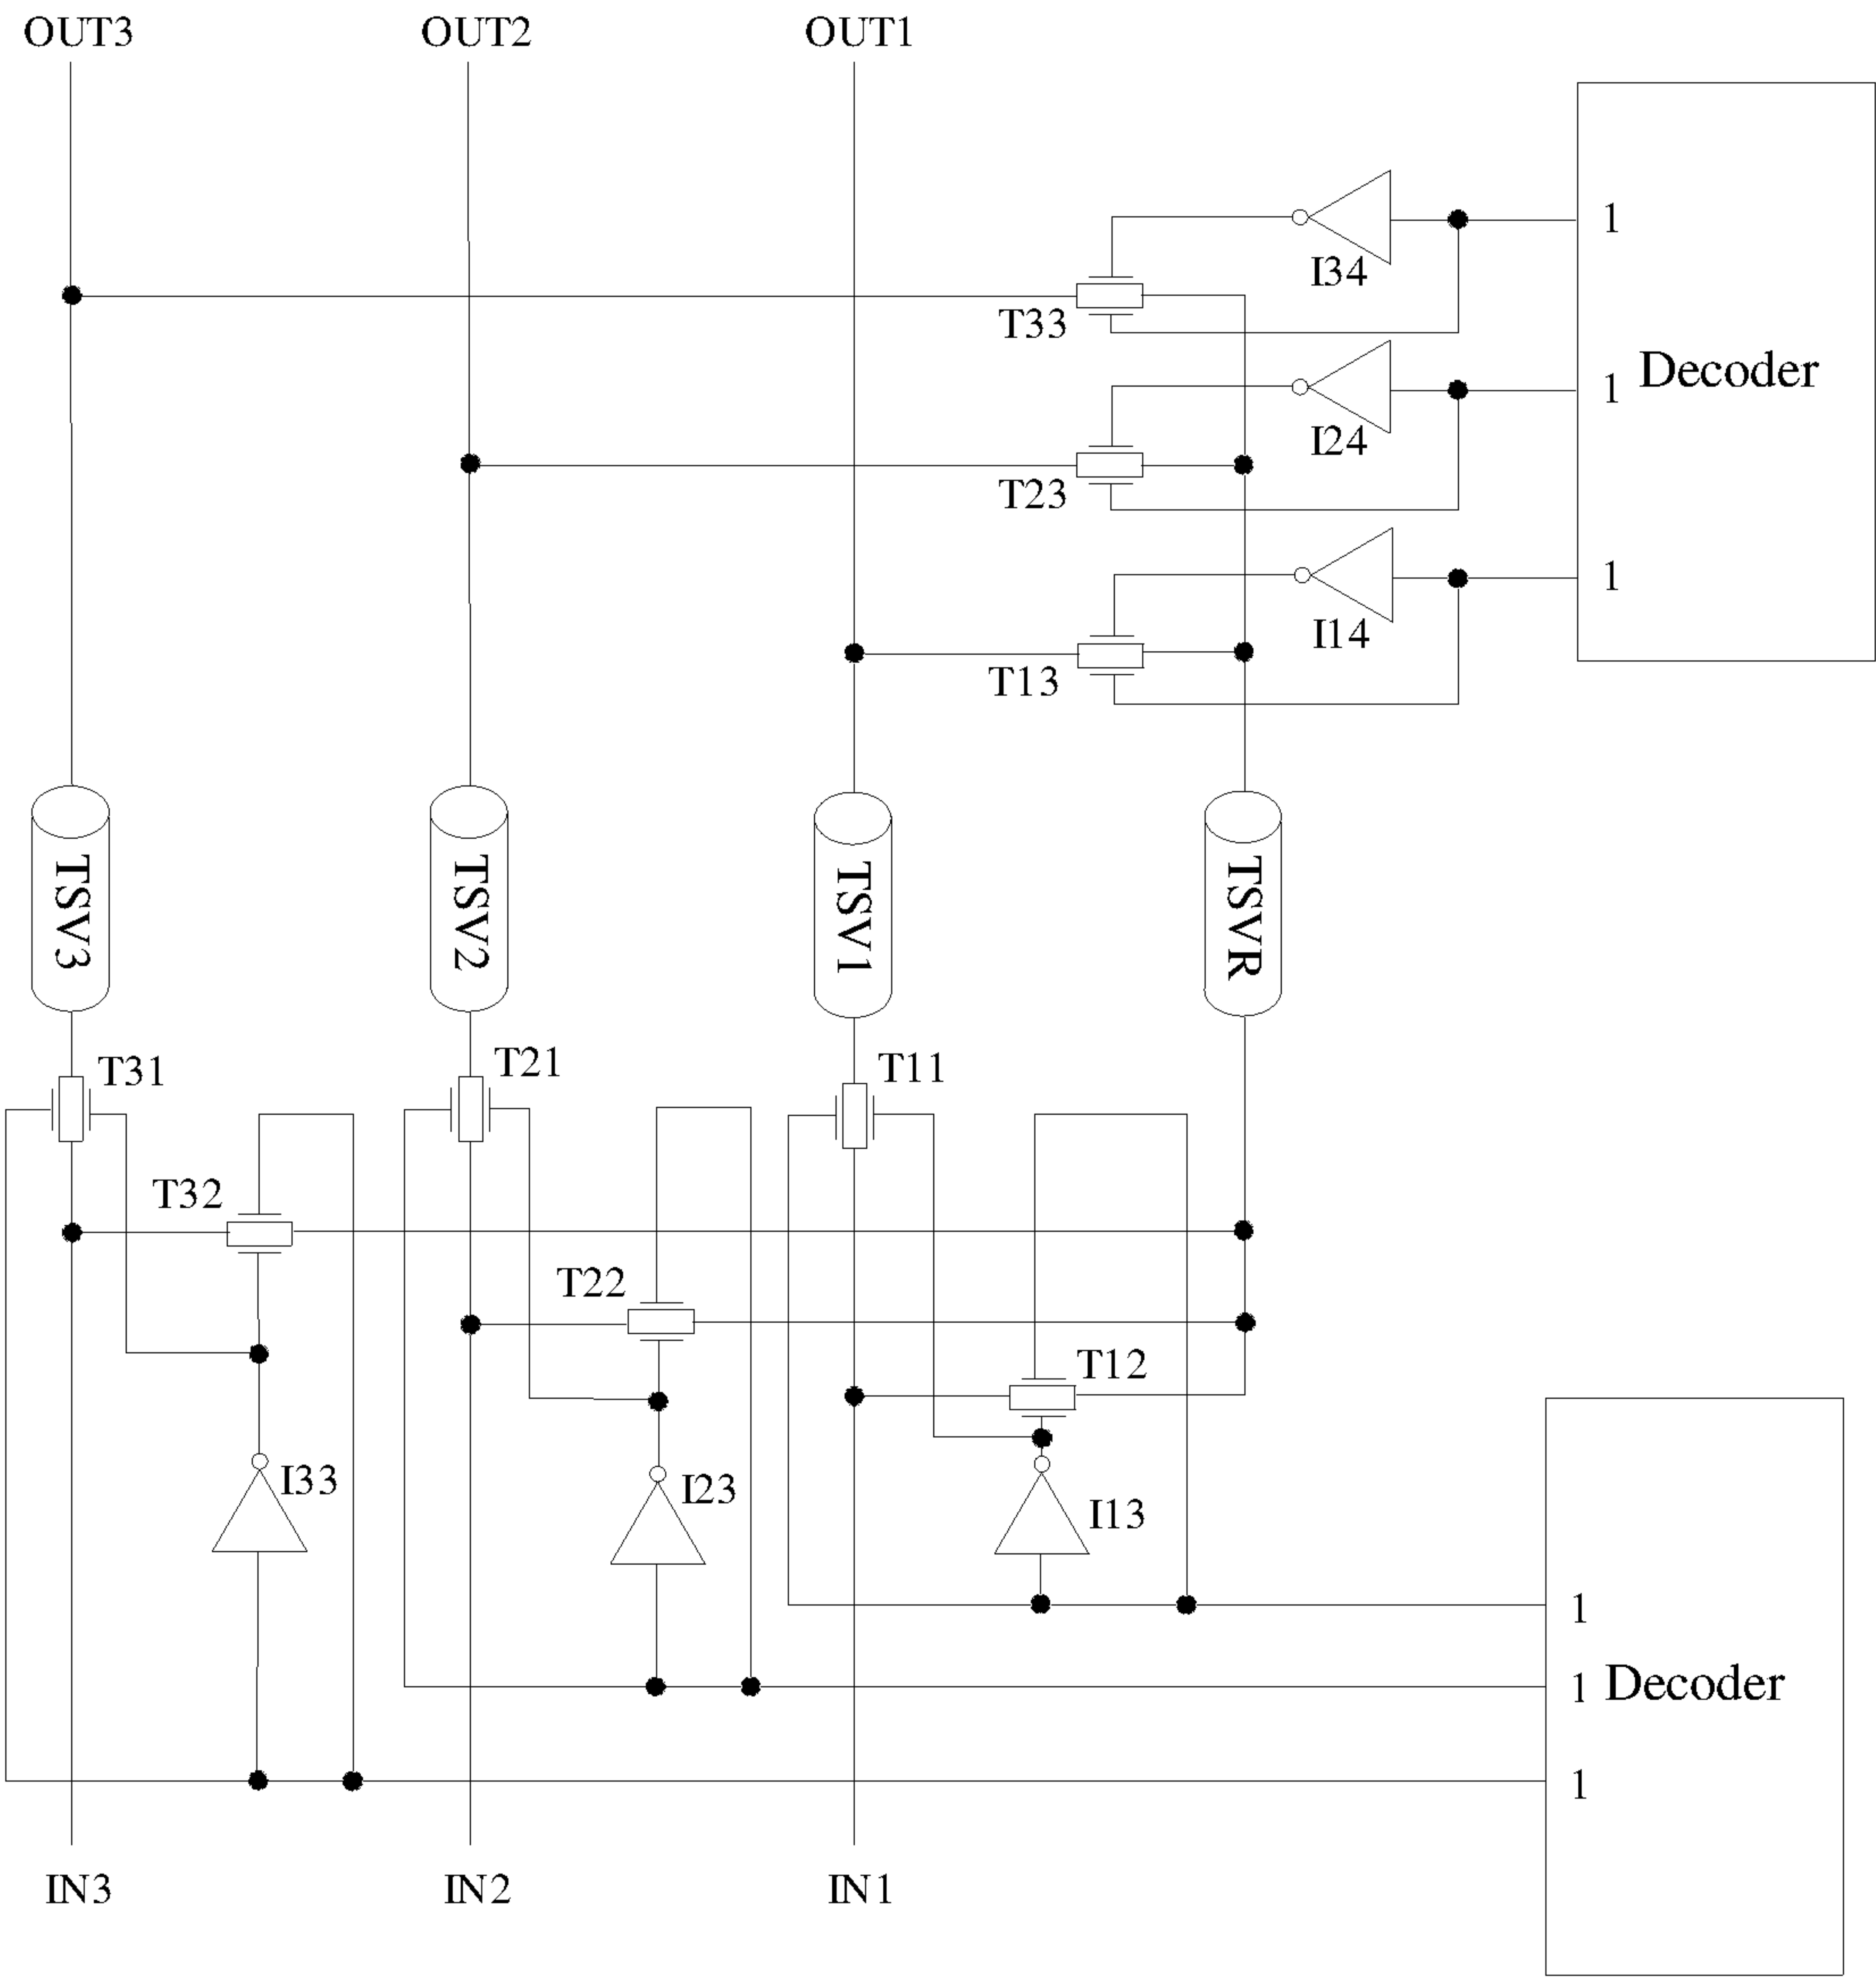 OUT3 OUT2 OUT1
1
I34
T33
1 Decoder
I24
T23
1
I14
T13
TSV3 TSV2 TSV1 TSVR
T31 T21 T11
T32
T22
T12
I33 I23 I13
1
1 Decoder
1
IN3 IN2 IN1